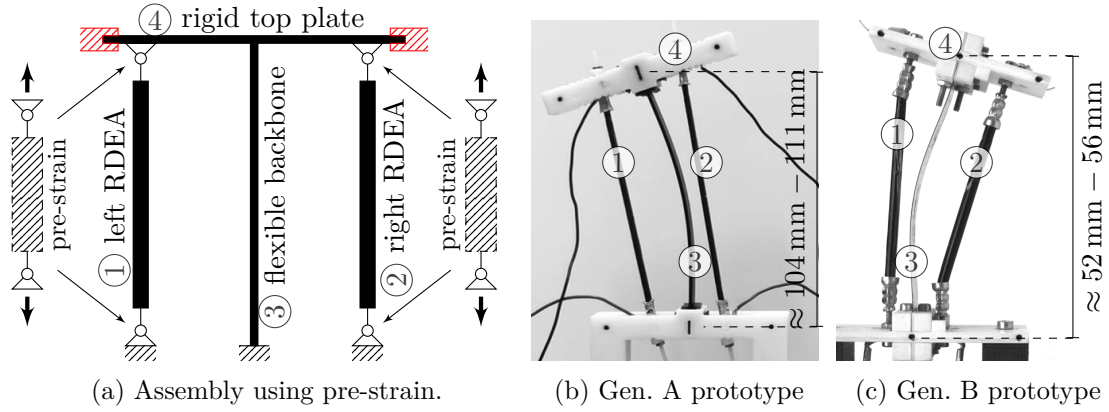 ④ rigid top plate
pre-strain
① left RDEA
③ flexible backbone
② right RDEA
pre-strain
④
①
②
③
≈ 104 mm − 111 mm
④
①
②
③
≈ 52 mm − 56 mm
(a) Assembly using pre-strain.
(b) Gen. A prototype
(c) Gen. B prototype